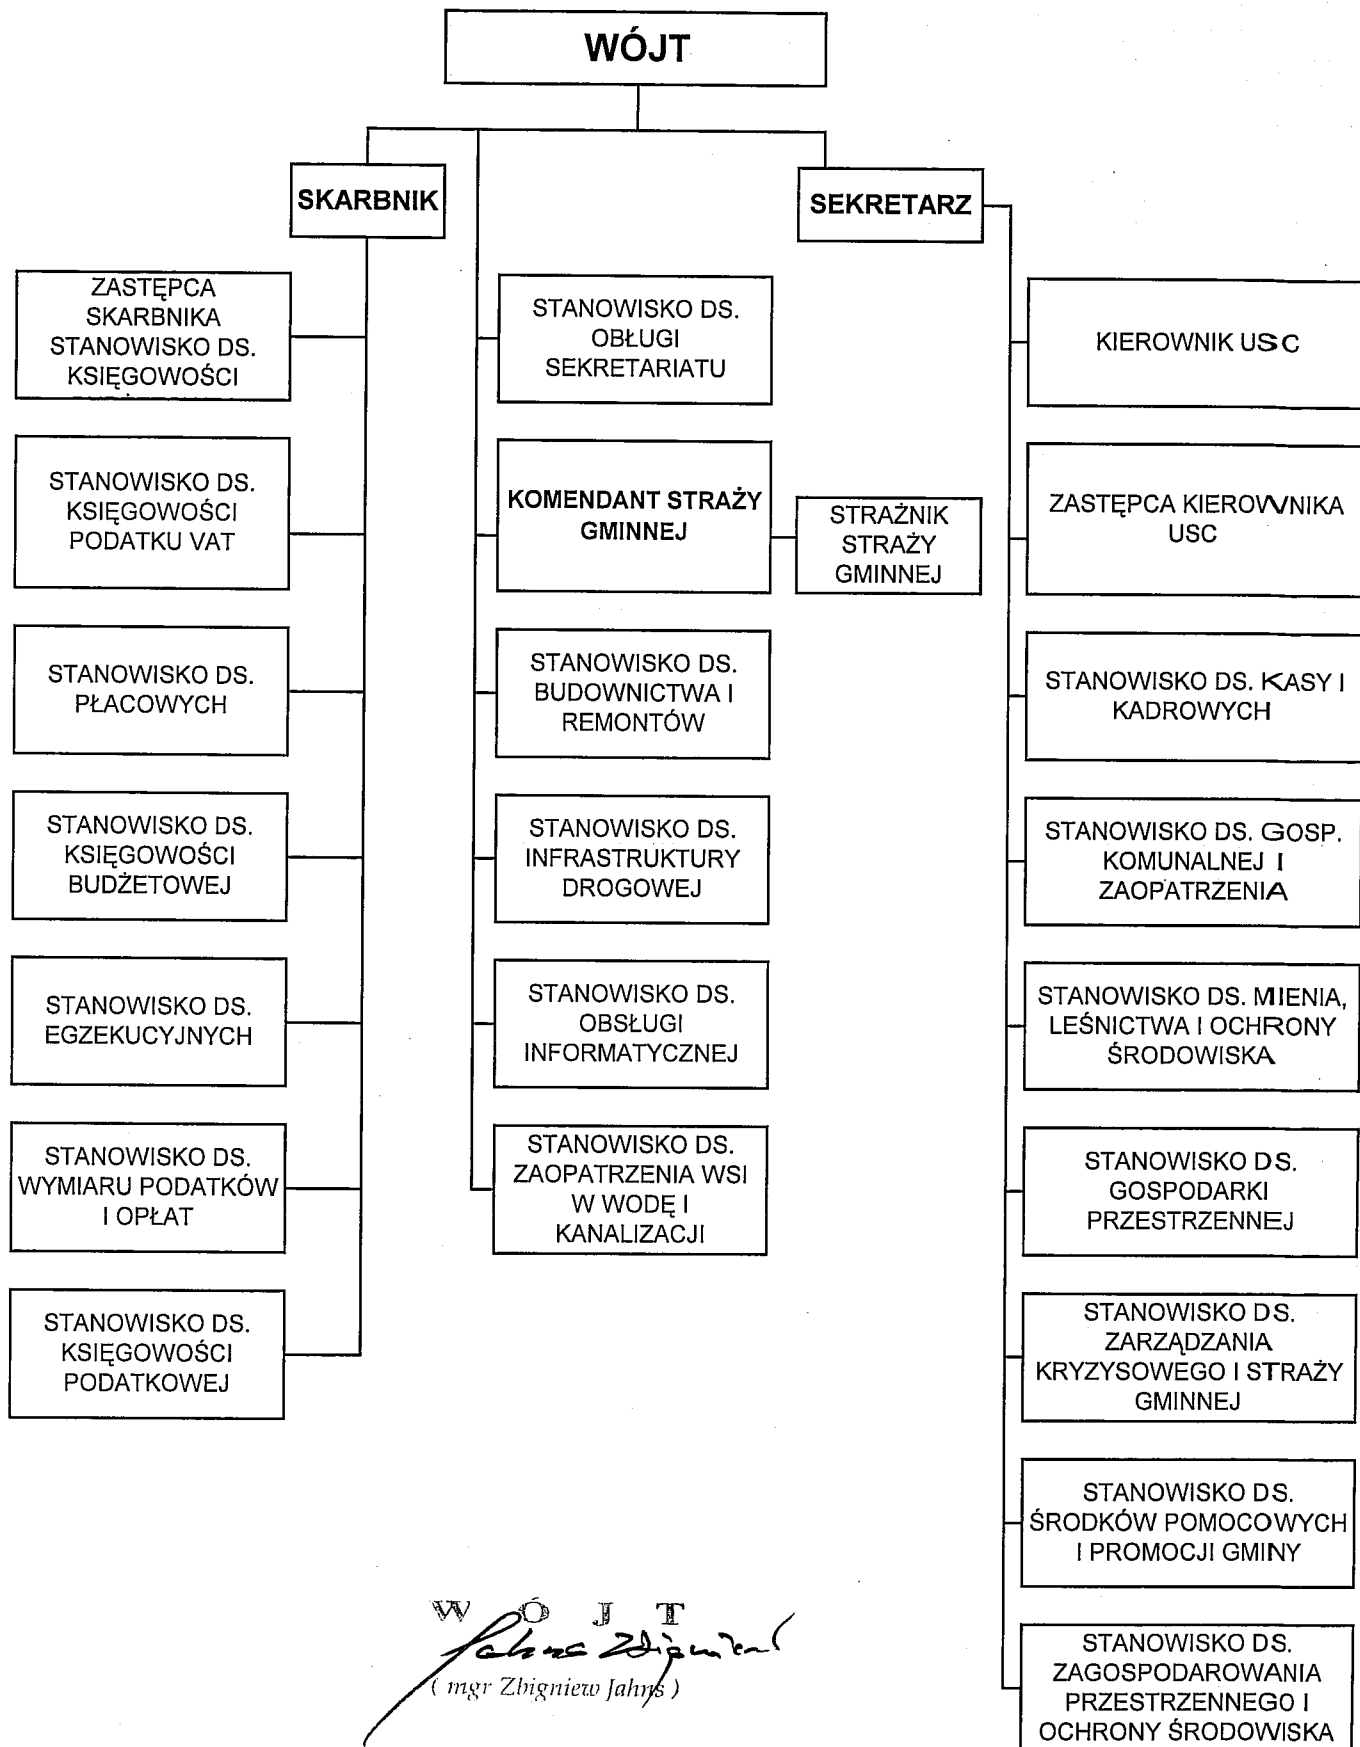 WÓJT
SKARBNIK
SEKRETARZ
ZASTĘPCA
SKARBNIKA
STANOWISKO DS.
KSIĘGOWOŚCI
STANOWISKO DS.
KSIĘGOWOŚCI
PODATKU VAT
STANOWISKO DS.
PŁACOWYCH
STANOWISKO DS.
KSIĘGOWOŚCI
BUDŻETOWEJ
STANOWISKO DS.
EGZEKUCYJNYCH
STANOWISKO DS.
WYMIARU PODATKÓW
I OPŁAT
STANOWISKO DS.
KSIĘGOWOŚCI
PODATKOWEJ
STANOWISKO DS.
OBŁUGI
SEKRETARIATU
KOMENDANT STRAŻY
GMINNEJ
STRAŻNIK
STRAŻY
GMINNEJ
STANOWISKO DS.
BUDOWNICTWA I
REMONTÓW
STANOWISKO DS.
INFRASTRUKTURY
DROGOWEJ
STANOWISKO DS.
OBSŁUGI
INFORMATYCZNEJ
STANOWISKO DS.
ZAOPATRZENIA WSI
W WODĘ I
KANALIZACJI
KIEROWNIK USC
ZASTĘPCA KIEROWNIKA
USC
STANOWISKO DS. KASY I
KADROWYCH
STANOWISKO DS. GOSP.
KOMUNALNEJ I
ZAOPATRZENIA
STANOWISKO DS. MIENIA,
LEŚNICTWA I OCHRONY
ŚRODOWISKA
STANOWISKO DS.
GOSPODARKI
PRZESTRZENNEJ
STANOWISKO DS.
ZARZĄDZANIA
KRYZYSOWEGO I STRAŻY
GMINNEJ
STANOWISKO DS.
ŚRODKÓW POMOCOWYCH
I PROMOCJI GMINY
STANOWISKO DS.
ZAGOSPODAROWANIA
PRZESTRZENNEGO I
OCHRONY ŚRODOWISKA
W Ó J T
Jahns Zbigniew
( mgr Zbigniew Jahns )